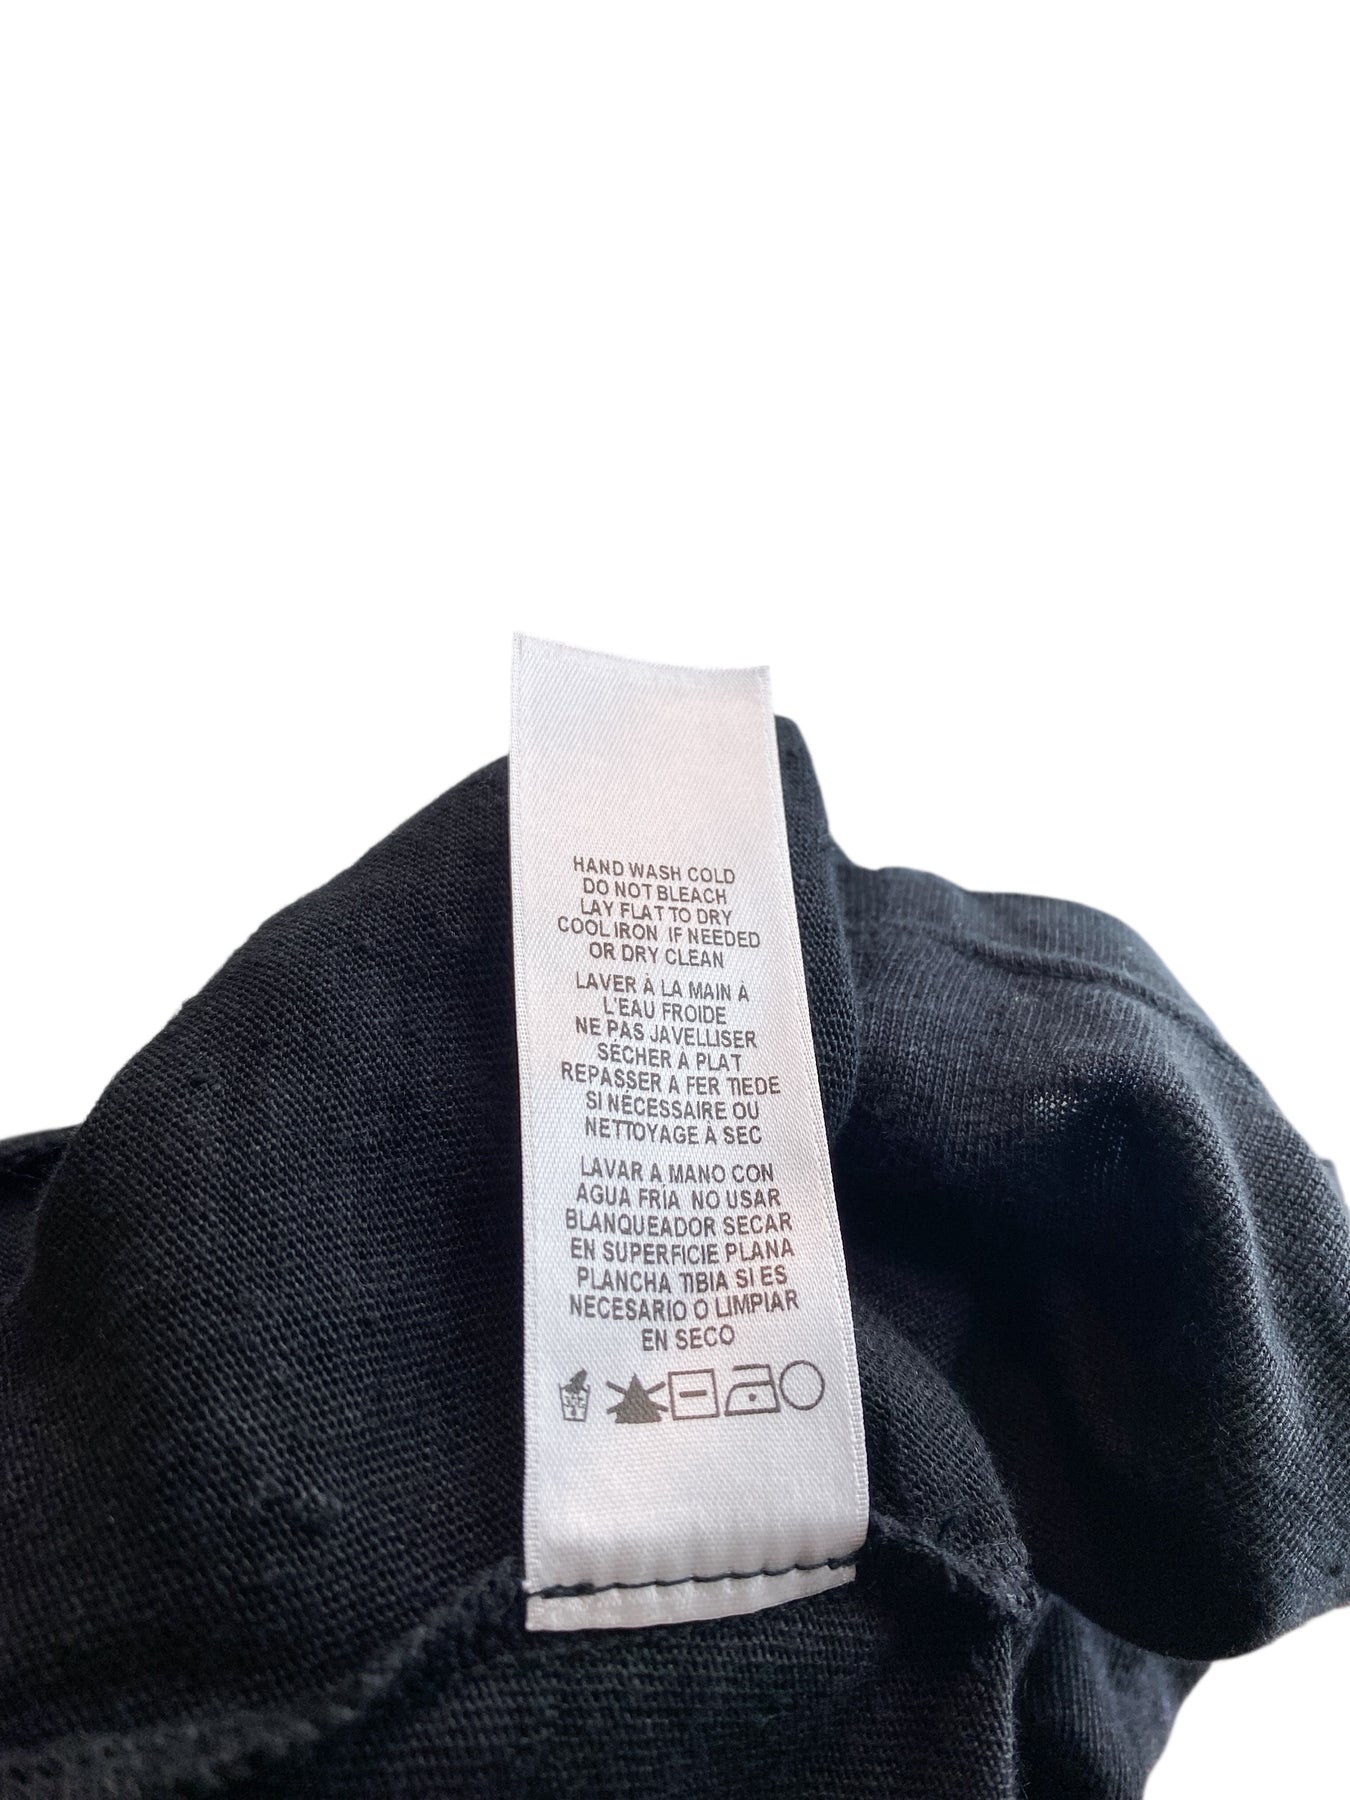 HAND WASH COLD
DO NOT BLEACH
LAY FLAT TO DRY
COOL IRON IF NEEDED
OR DRY CLEAN
LAVER À LA MAIN À
L'EAU FROIDE
NE PAS JAVELLISER
SÉCHER À PLAT
REPASSER À FER TIEDE
SI NÉCESSAIRE OU
NETTOYAGE À SEC
LAVAR A MANO CON
AGUA FRIA NO USAR
BLANQUEADOR SECAR
EN SUPERFICIE PLANA
PLANCHA TIBIA SI ES
NECESARIO O LIMPIAR
EN SECO